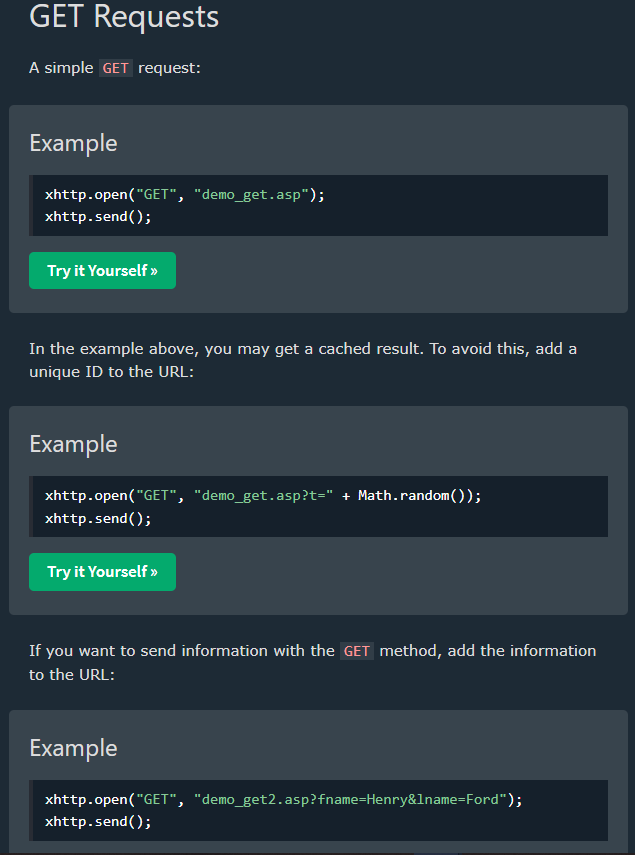 GET Requests
A simple GET request:
Example
xhttp.open("GET", "demo_get.asp");
xhttp.send();
Try it Yourself »
In the example above, you may get a cached result. To avoid this, add a
unique ID to the URL:
Example
xhttp.open("GET", "demo_get.asp?t=" + Math.random());
xhttp.send();
Try it Yourself »
If you want to send information with the GET method, add the information
to the URL:
Example
xhttp.open("GET", "demo_get2.asp?fname=Henry&lname=Ford");
xhttp.send();